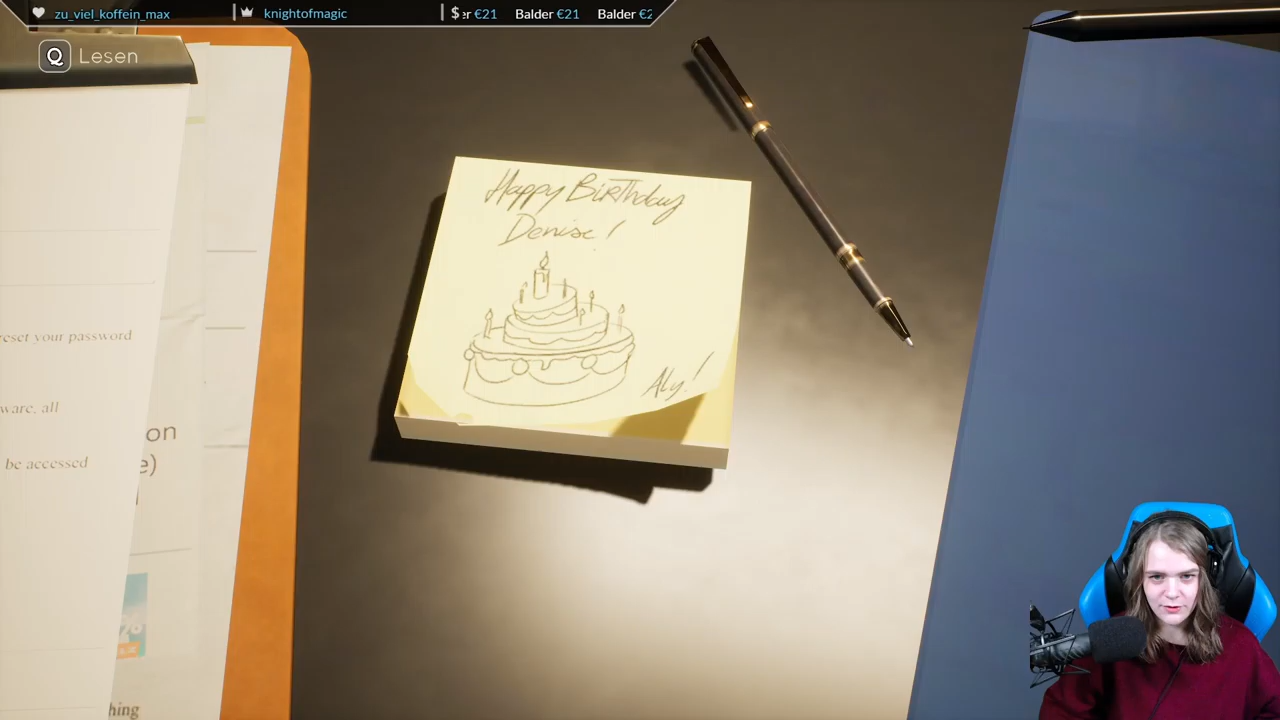 zu_viel_koffein_max
knightofmagic
$ er €21 Balder €21 Balder €2
Q Lesen
Happy Birthday
Denise!
Aly!
reset your password
ware, all
be accessed
on
e)
hing